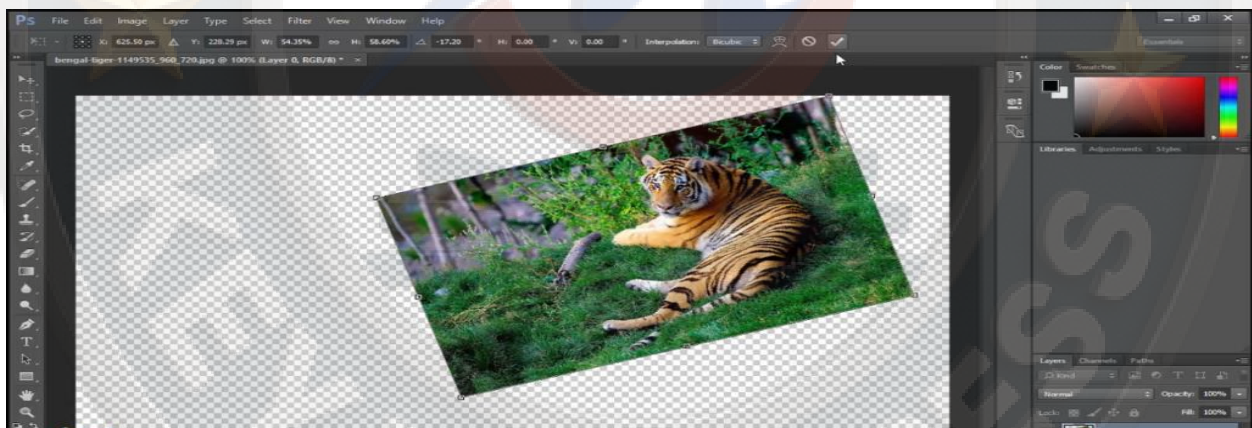 Ps File Edit Image Layer Type Select Filter View Window Help
X: 625.50 px Y: 228.29 px W: 54.35% H: 58.60% -17.20 ° H: 0.00 ° V: 0.00 ° Interpolation: Bicubic Essentials
bengal-tiger-1149535_960_720.jpg @ 100% (Layer 0, RGB/8) * ×
Color Swatches
Libraries Adjustments Styles
Layers Channels Paths
Kind
Normal Opacity: 100%
Lock: Fill: 100%
ESS